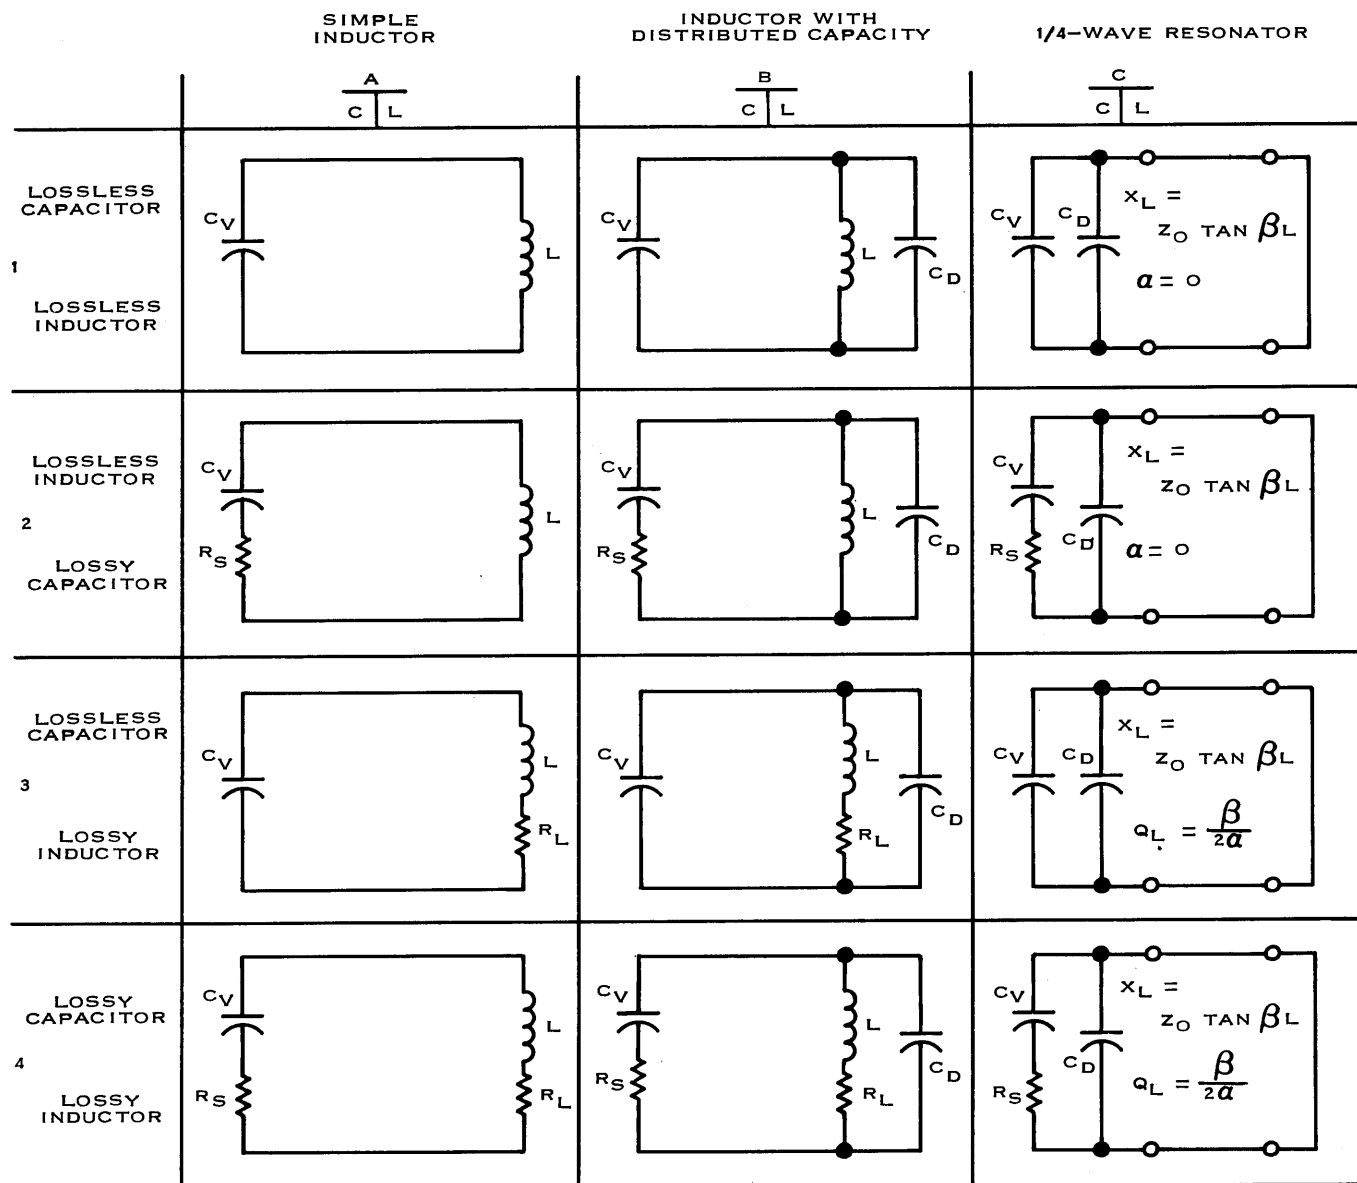 SIMPLE
INDUCTOR
INDUCTOR WITH
DISTRIBUTED CAPACITY
1/4-WAVE RESONATOR
A
C L
B
C L
C
C L
LOSSLESS
CAPACITOR
1
LOSSLESS
INDUCTOR
CV
L
CV
L
CD
CV
CD
XL =
ZO TAN βL
α = 0
LOSSLESS
INDUCTOR
2
LOSSY
CAPACITOR
CV
RS
L
CV
RS
L
CD
CV
RS
CD
XL =
ZO TAN βL
α = 0
LOSSLESS
CAPACITOR
3
LOSSY
INDUCTOR
CV
L
RL
CV
L
RL
CD
CV
CD
XL =
ZO TAN βL
QL = β/2α
LOSSY
CAPACITOR
4
LOSSY
INDUCTOR
CV
RS
L
RL
CV
RS
L
RL
CD
CV
RS
CD
XL =
ZO TAN βL
QL = β/2α